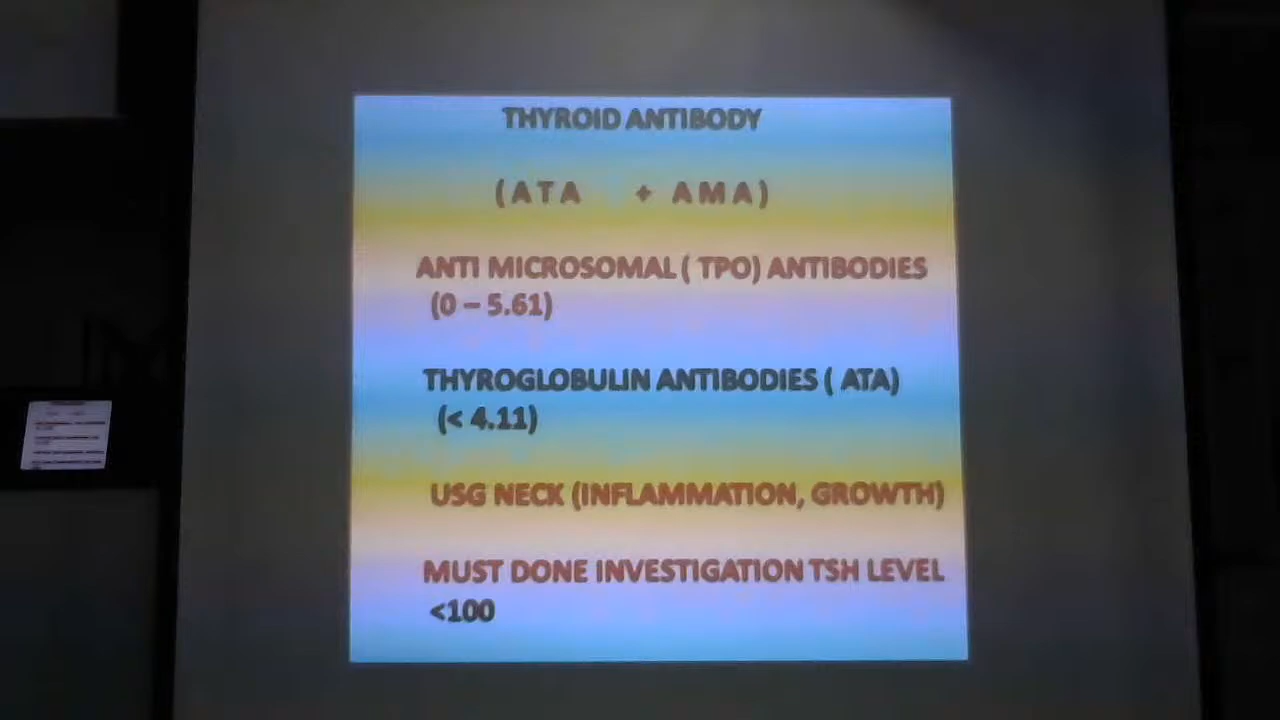 THYROID ANTIBODY
(ATA + AMA)
ANTI MICROSOMAL ( TPO) ANTIBODIES
(0 – 5.61)
THYROGLOBULIN ANTIBODIES ( ATA)
(< 4.11)
USG NECK (INFLAMMATION, GROWTH)
MUST DONE INVESTIGATION TSH LEVEL
<100